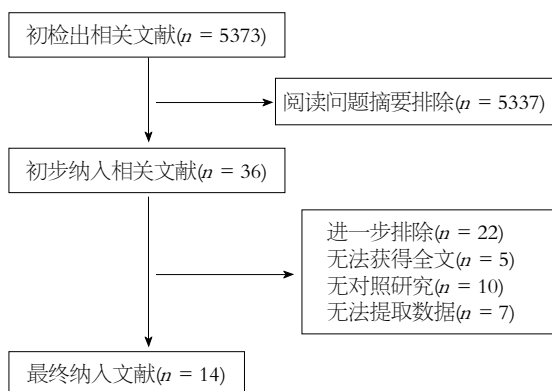 初检出相关文献(n = 5373)
阅读问题摘要排除(n = 5337)
初步纳入相关文献(n = 36)
进一步排除(n = 22)
无法获得全文(n = 5)
无对照研究(n = 10)
无法提取数据(n = 7)
最终纳入文献(n = 14)